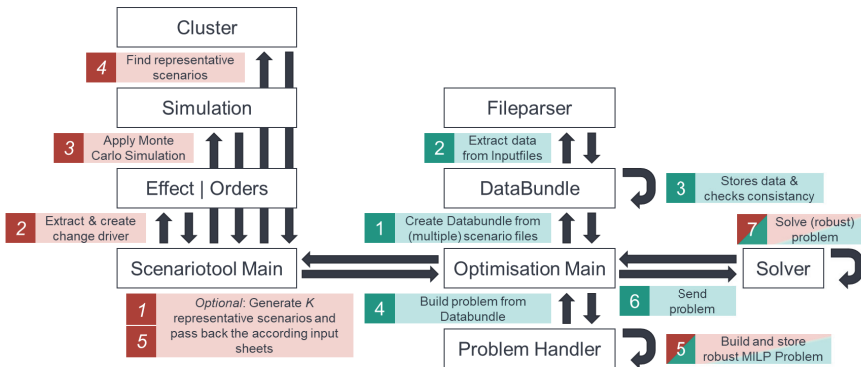 Cluster
4
Find representative
scenarios
Simulation
Fileparser
3
Apply Monte
Carlo Simulation
2
Extract data
from Inputfiles
Effect | Orders
DataBundle
3
Stores data &
checks consistancy
2
Extract & create
change driver
1
Create Databundle from
(multiple) scenario files
7
Solve (robust)
problem
Scenariotool Main
Optimisation Main
Solver
1
5
Optional: Generate K
representative scenarios and
pass back the according input
sheets
4
Build problem from
Databundle
6
Send
problem
Problem Handler
5
Build and store
robust MILP Problem